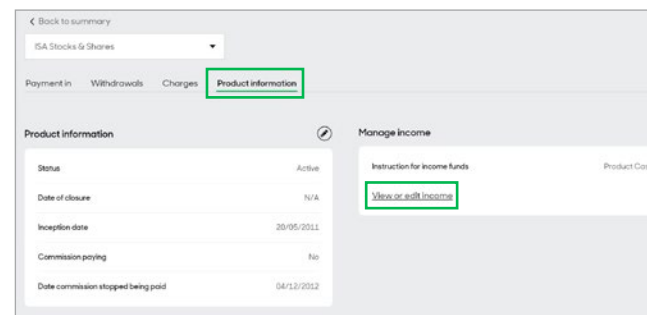 Back to summary
ISA Stocks & Shares
Payment in Withdrawals Charges Product information
Product information
Status Active
Date of closure N/A
Inception date 20/05/2011
Commission paying No
Date commission stopped being paid 04/12/2012
Manage income
Instruction for income funds Product
View or edit income